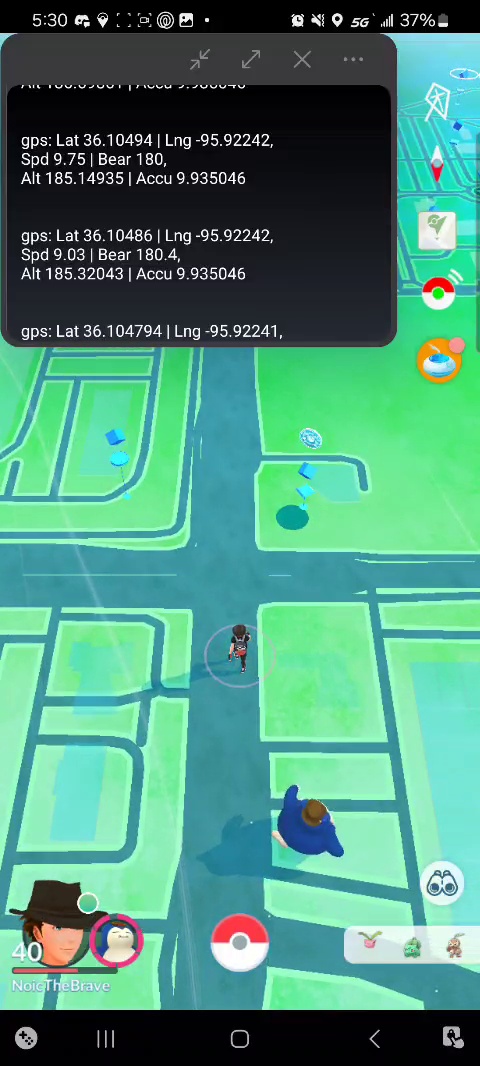 5:30
5G
37%
gps: Lat 36.10494 | Lng -95.92242,
Spd 9.75 | Bear 180,
Alt 185.14935 | Accu 9.935046
gps: Lat 36.10486 | Lng -95.92242,
Spd 9.03 | Bear 180.4,
Alt 185.32043 | Accu 9.935046
gps: Lat 36.104794 | Lng -95.92241,
40
NoicTheBrave